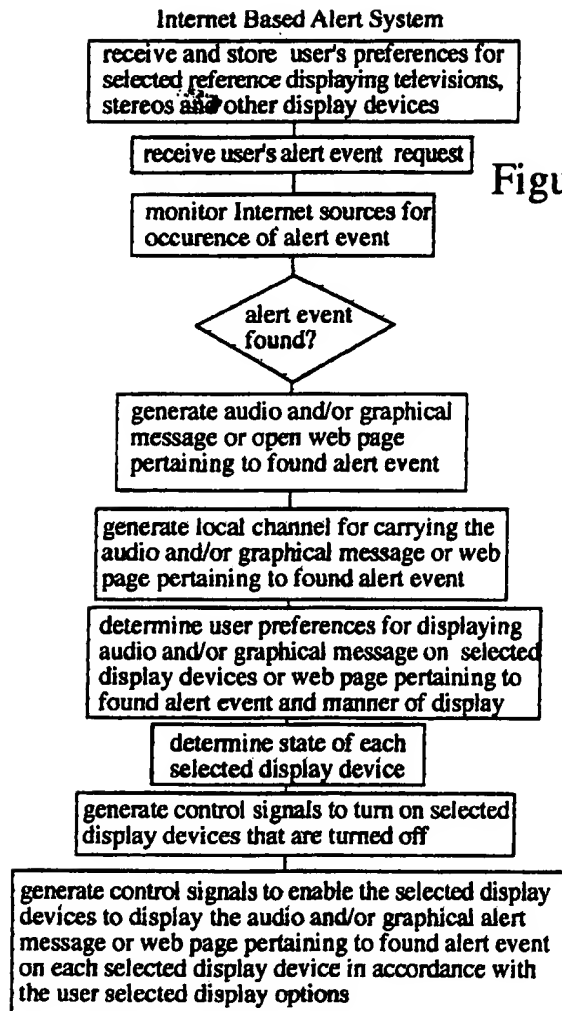 Internet Based Alert System
receive and store user's preferences for
selected reference displaying televisions,
stereos and other display devices
receive user's alert event request
Figu
monitor Internet sources for
occurence of alert event
alert event
found?
generate audio and/or graphical
message or open web page
pertaining to found alert event
generate local channel for carrying the
audio and/or graphical message or web
page pertaining to found alert event
determine user preferences for displaying
audio and/or graphical message on selected
display devices or web page pertaining to
found alert event and manner of display
determine state of each
selected display device
generate control signals to turn on selected
display devices that are turned off
generate control signals to enable the selected display
devices to display the audio and/or graphical alert
message or web page pertaining to found alert event
on each selected display device in accordance with
the user selected display options